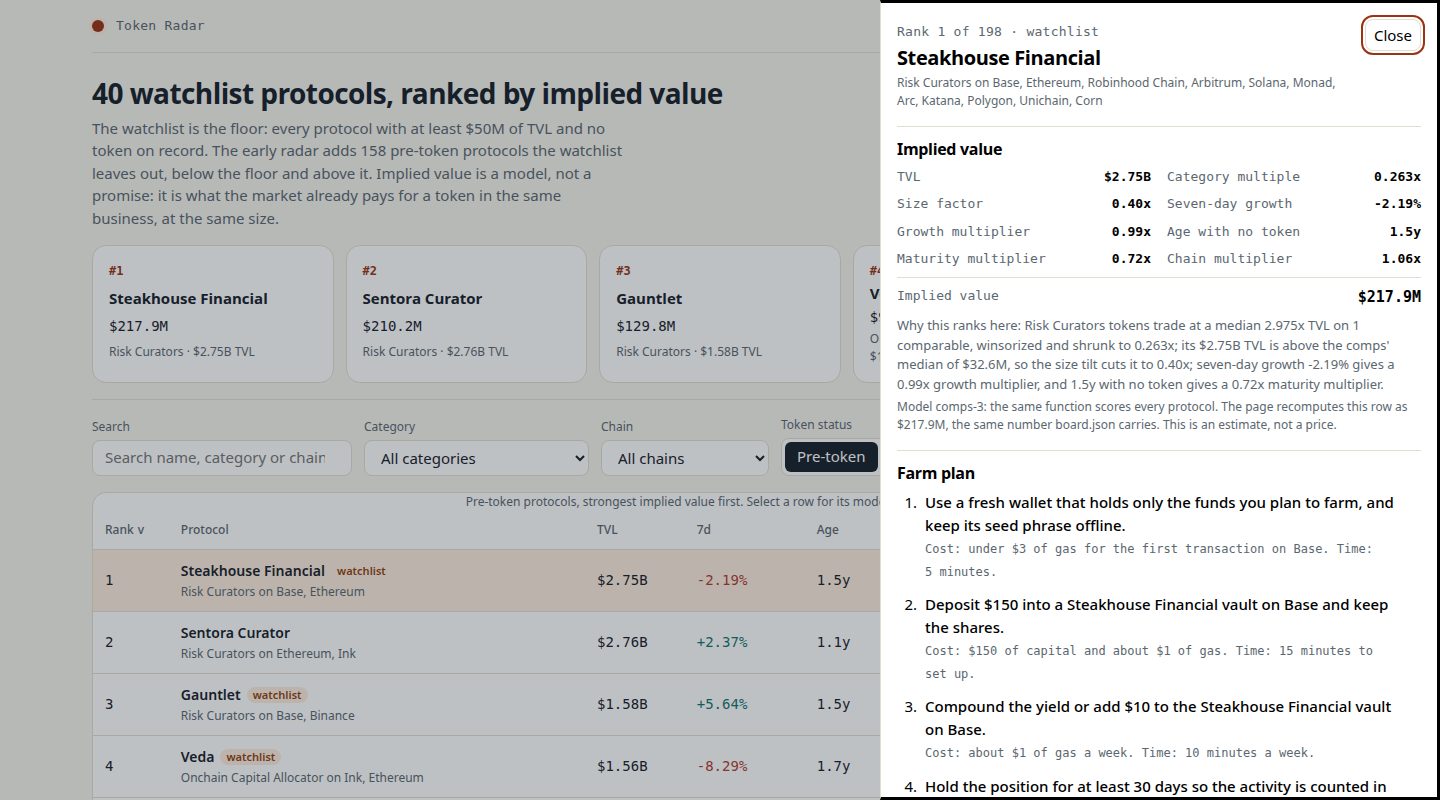 Token Radar
40 watchlist protocols, ranked by implied value
The watchlist is the floor: every protocol with at least $50M of TVL and no
token on record. The early radar adds 158 pre-token protocols the watchlist
leaves out, below the floor and above it. Implied value is a model, not a
promise: it is what the market already pays for a token in the same
business, at the same size.
#1
Steakhouse Financial
$217.9M
Risk Curators · $2.75B TVL
#2
Sentora Curator
$210.2M
Risk Curators · $2.76B TVL
#3
Gauntlet
$129.8M
Risk Curators · $1.58B TVL
Search
Category
Chain
Token status
Search name, category or chain
All categories
All chains
Pre-token
Pre-token protocols, strongest implied value first. Select a row for its
Rank v Protocol TVL 7d Age
1 Steakhouse Financial watchlist $2.75B -2.19% 1.5y
Risk Curators on Base, Ethereum
2 Sentora Curator $2.76B +2.37% 1.1y
Risk Curators on Ethereum, Ink
3 Gauntlet watchlist $1.58B +5.64% 1.5y
Risk Curators on Base, Binance
4 Veda watchlist $1.56B -8.29% 1.7y
Onchain Capital Allocator on Ink, Ethereum
Rank 1 of 198 · watchlist
Close
Steakhouse Financial
Risk Curators on Base, Ethereum, Robinhood Chain, Arbitrum, Solana, Monad,
Arc, Katana, Polygon, Unichain, Corn
Implied value
TVL $2.75B Category multiple 0.263x
Size factor 0.40x Seven-day growth -2.19%
Growth multiplier 0.99x Age with no token 1.5y
Maturity multiplier 0.72x Chain multiplier 1.06x
Implied value $217.9M
Why this ranks here: Risk Curators tokens trade at a median 2.975x TVL on 1
comparable, winsorized and shrunk to 0.263x; its $2.75B TVL is above the comps'
median of $32.6M, so the size tilt cuts it to 0.40x; seven-day growth -2.19% gives a
0.99x growth multiplier, and 1.5y with no token gives a 0.72x maturity multiplier.
Model comps-3: the same function scores every protocol. The page recomputes this row as
$217.9M, the same number board.json carries. This is an estimate, not a price.
Farm plan
1. Use a fresh wallet that holds only the funds you plan to farm, and
keep its seed phrase offline.
Cost: under $3 of gas for the first transaction on Base. Time:
5 minutes.
2. Deposit $150 into a Steakhouse Financial vault on Base and keep
the shares.
Cost: $150 of capital and about $1 of gas. Time: 15 minutes to
set up.
3. Compound the yield or add $10 to the Steakhouse Financial vault
on Base.
Cost: about $1 of gas a week. Time: 10 minutes a week.
4. Hold the position for at least 30 days so the activity is counted in